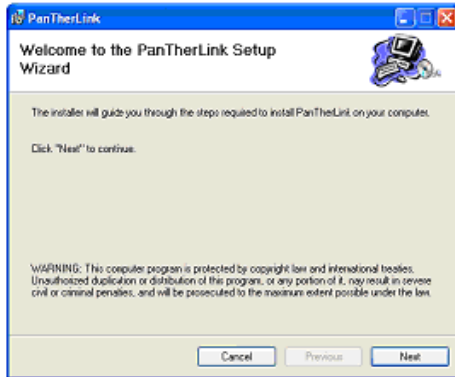 PanTherLink
Welcome to the PanTherLink Setup
Wizard
The installer will guide you through the steps required to install PanTherLink on your computer.
Click "Next" to continue.
WARNING: This computer program is protected by copyright law and international treaties.
Unauthorized duplication or distribution of this program, or any portion of it, may result in severe
civil or criminal penalties, and will be prosecuted to the maximum extent possible under the law.
Cancel
Previous
Next